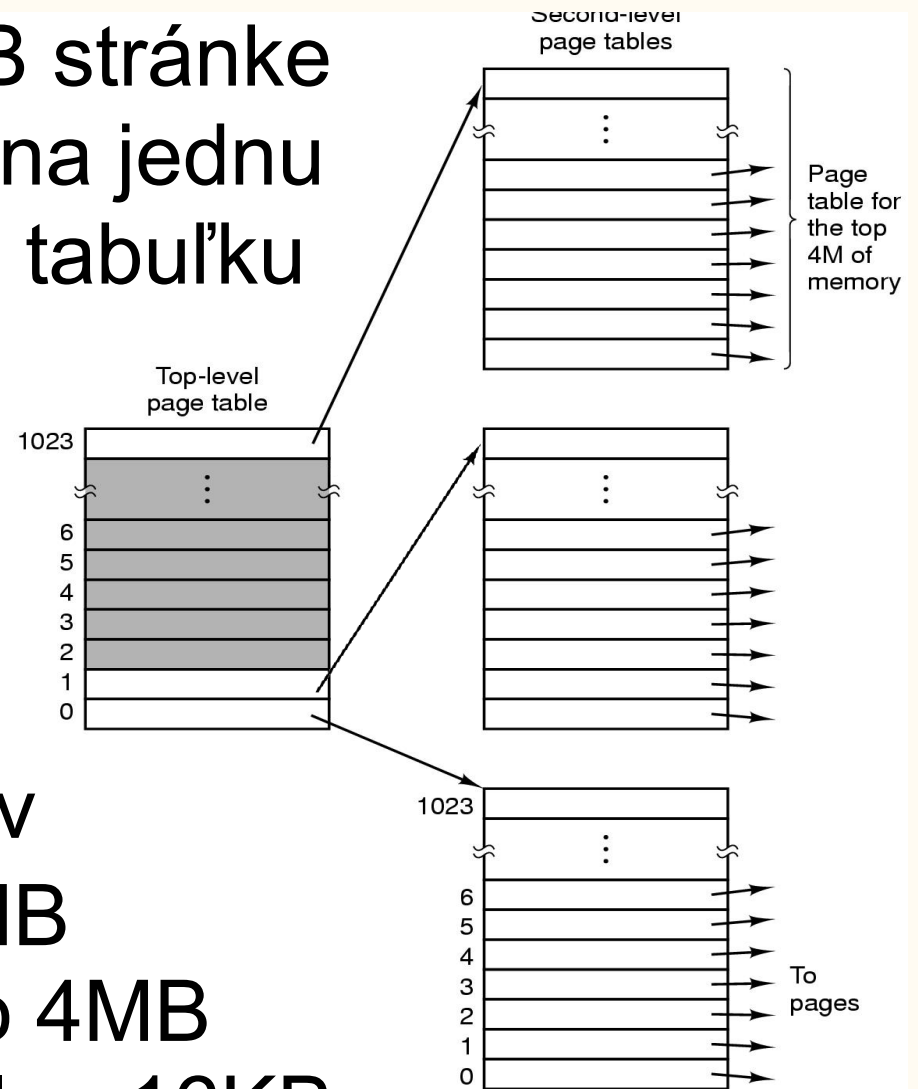 B stránke
na jednu
tabuľku
Second-level
page tables
Page
table for
the top
4M of
memory
Top-level
page table
1023
6
5
4
3
2
1
0
v
4MB
1023
6
5
4
3
2
1
0
To
pages